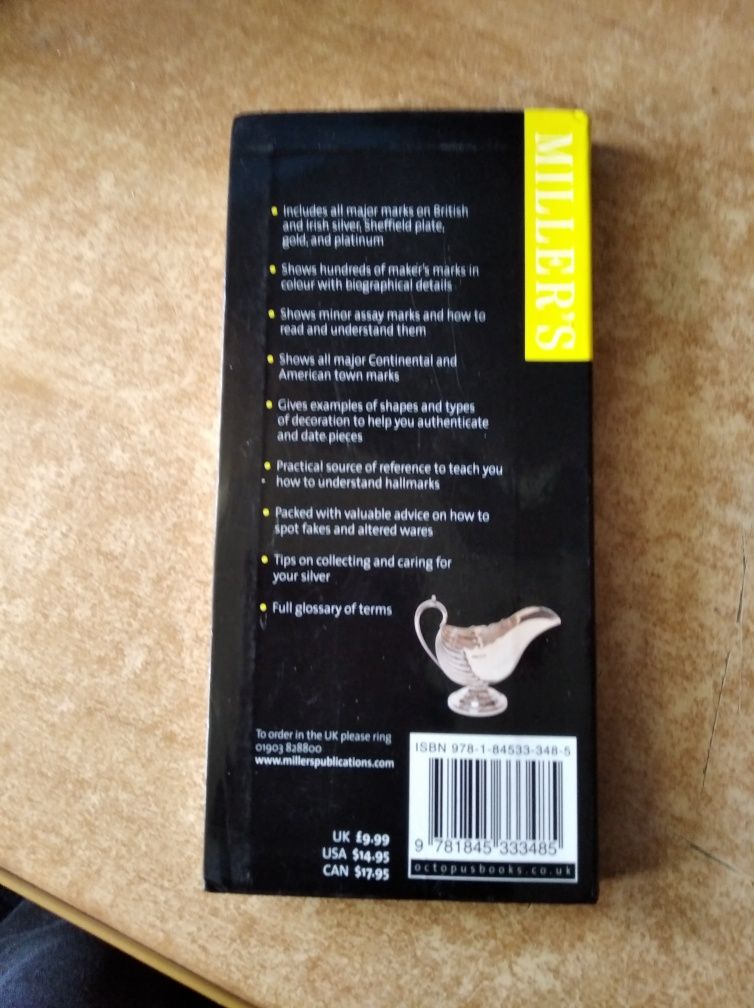 MILLER'S
Includes all major marks on British
and Irish silver, Sheffield plate,
gold, and platinum
Shows hundreds of maker's marks in
colour with biographical details
Shows minor assay marks and how to
read and understand them
Shows all major Continental and
American town marks
Gives examples of shapes and types
of decoration to help you authenticate
and date pieces
Practical source of reference to teach you
how to understand hallmarks
Packed with valuable advice on how to
spot fakes and altered wares
Tips on collecting and caring for
your silver
Full glossary of terms
To order in the UK please ring
01903 828800
www.millerspublications.com
UK £9.99
USA $14.95
CAN $17.95
ISBN 978-1-84533-348-5
9 781845 333485
octopusbooks.co.uk